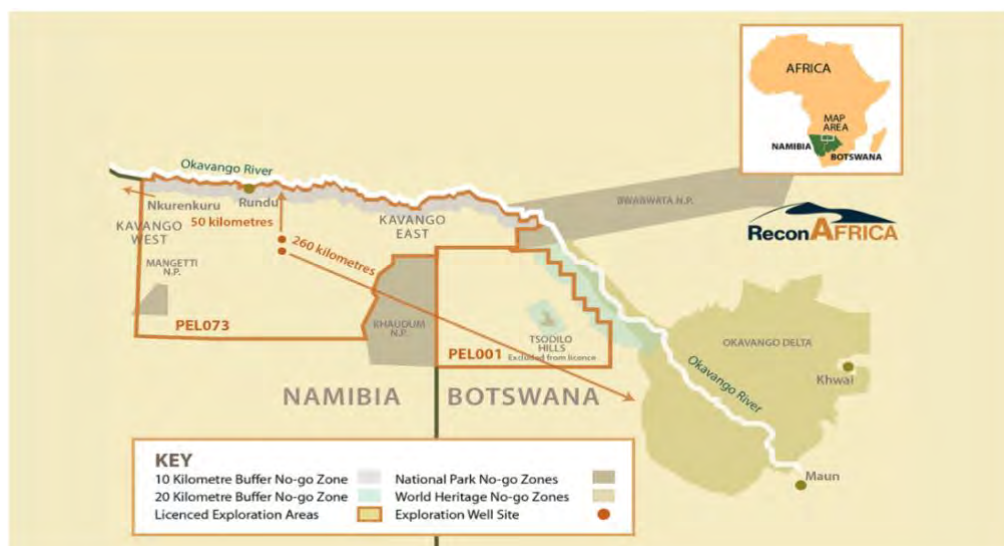 AFRICA
MAP
AREA
NAMIBIA
BOTSWANA
ReconAFRICA
Okavango River
Nkurenkuru
Rundu
KAVANGO
WEST
50 kilometres
KAVANGO
EAST
BWABWATA N.P.
260 kilometres
MANGETTI
N.P.
PEL073
KHAUDUM
N.P.
PEL001
TSODILO
HILLS
Excluded from licence
OKAVANGO DELTA
Khwai
Okavango River
Maun
NAMIBIA
BOTSWANA
KEY
10 Kilometre Buffer No-go Zone
20 Kilometre Buffer No-go Zone
Licenced Exploration Areas
National Park No-go Zones
World Heritage No-go Zones
Exploration Well Site